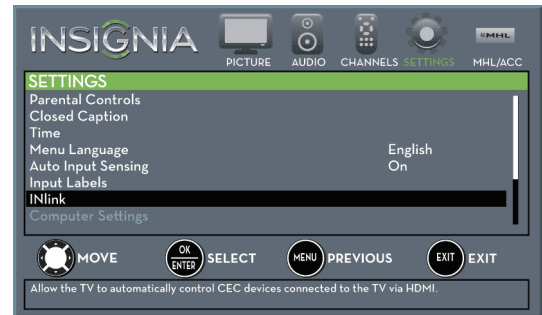 INSIGNIA
PICTURE AUDIO CHANNELS SETTINGS MHL/ACC
MHL
SETTINGS
Parental Controls
Closed Caption
Time
Menu Language English
Auto Input Sensing On
Input Labels
INlink
Computer Settings
MOVE OK ENTER SELECT MENU PREVIOUS EXIT EXIT
Allow the TV to automatically control CEC devices connected to the TV via HDMI.